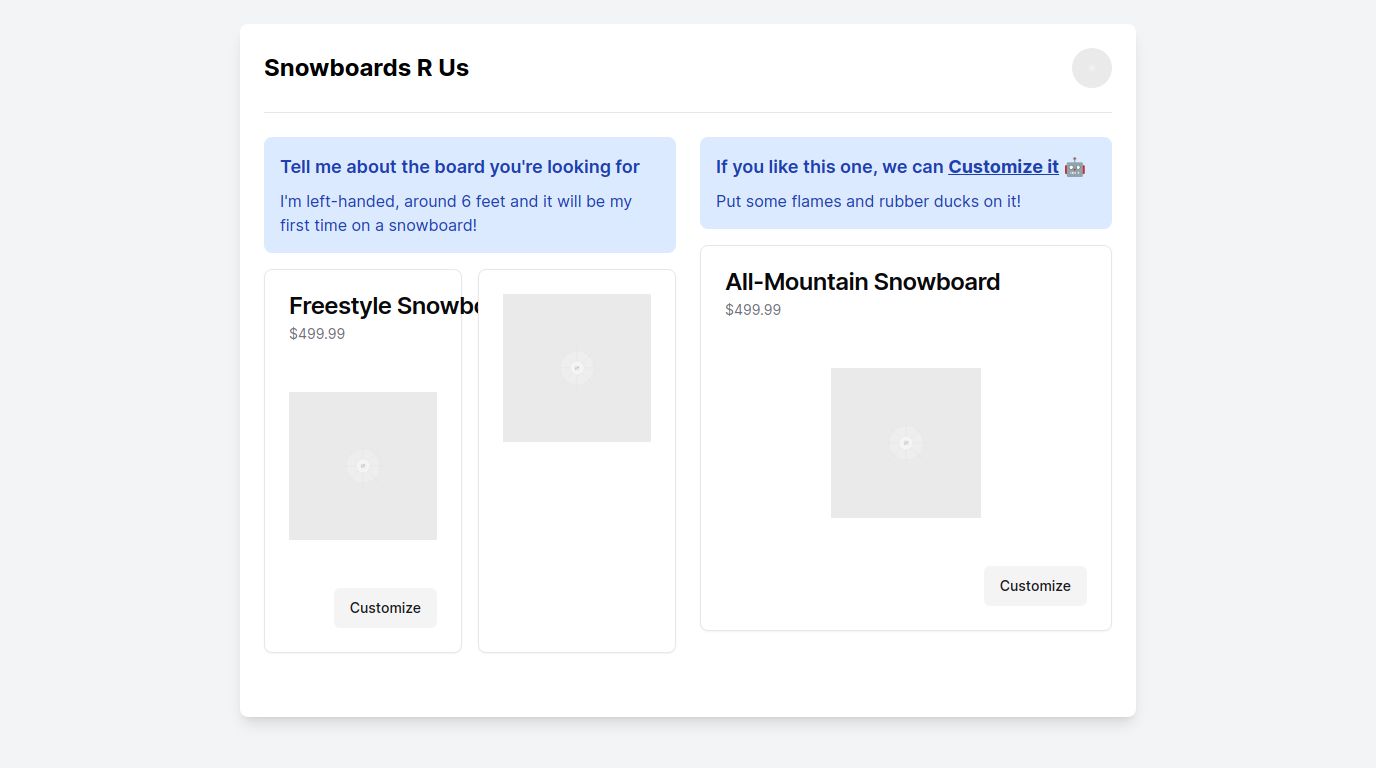 Snowboards R Us
Tell me about the board you're looking for
I'm left-handed, around 6 feet and it will be my
first time on a snowboard!
Freestyle Snowbo
$499.99
Customize
If you like this one, we can Customize it 🤖
Put some flames and rubber ducks on it!
All-Mountain Snowboard
$499.99
Customize